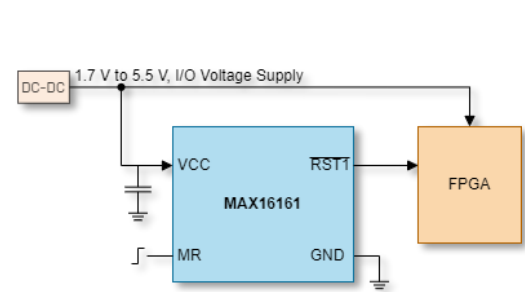 1.7 V to 5.5 V, I/O Voltage Supply
DC-DC
VCC
RST1
FPGA
MAX16161
MR
GND